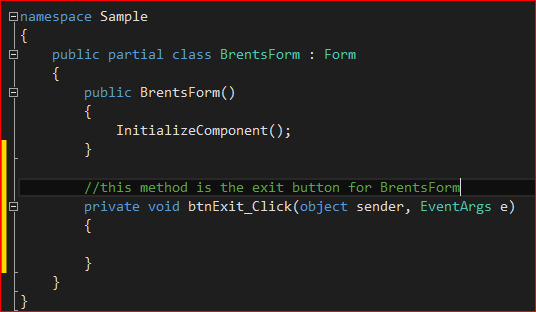 namespace Sample
{
    public partial class BrentsForm : Form
    {
        public BrentsForm()
        {
            InitializeComponent();
        }

        //this method is the exit button for BrentsForm
        private void btnExit_Click(object sender, EventArgs e)
        {

        }
    }
}